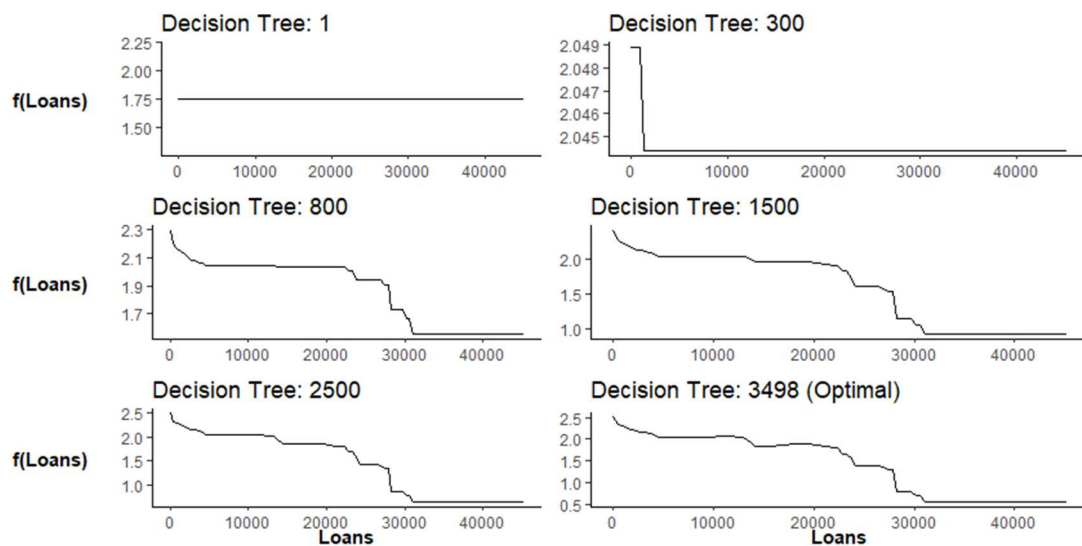 Decision Tree: 1
2.25
2.00
1.75
1.50
f(Loans)
0 10000 20000 30000 40000
Decision Tree: 300
2.049
2.048
2.047
2.046
2.045
0 10000 20000 30000 40000
Decision Tree: 800
2.3
2.1
1.9
1.7
f(Loans)
0 10000 20000 30000 40000
Decision Tree: 1500
2.0
1.5
1.0
0 10000 20000 30000 40000
Decision Tree: 2500
2.5
2.0
1.5
1.0
f(Loans)
0 10000 20000 30000 40000
Loans
Decision Tree: 3498 (Optimal)
2.5
2.0
1.5
1.0
0.5
0 10000 20000 30000 40000
Loans